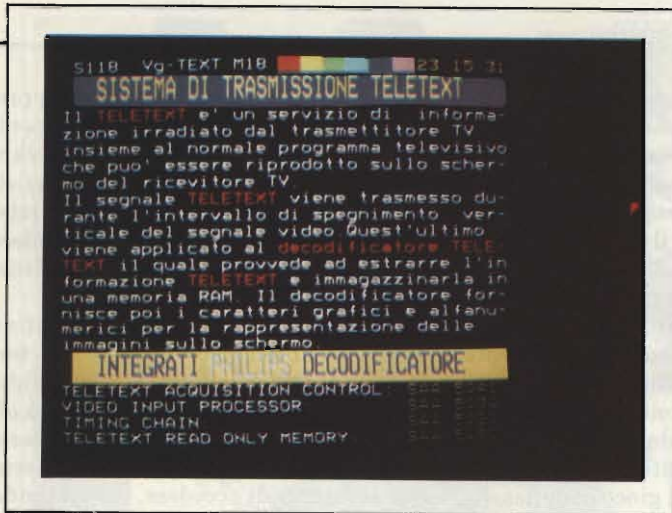 S118 Vg-TEXT M18 23 15 31
SISTEMA DI TRASMISSIONE TELETEXT
Il TELETEXT e' un servizio di informa-
zione irradiato dal trasmettitore TV
insieme al normale programma televisivo
che puo' essere riprodotto sullo scher-
mo del ricevitore TV.
Il segnale TELETEXT viene trasmesso du-
rante l'intervallo di spegnimento ver-
ticale del segnale video.Quest'ultimo
viene applicato al decodificatore TELE
TEXT il quale provvede ad estrarre l'in
formazione TELETEXT e immagazzinarla in
una memoria RAM. Il decodificatore for-
nisce poi i caratteri grafici e alfanu-
merici per la rappresentazione delle
immagini sullo schermo.
INTEGRATI PHILIPS DECODIFICATORE
TELETEXT ACQUISITION CONTROL
VIDEO INPUT PROCESSOR
TIMING CHAIN
TELETEXT READ ONLY MEMORY